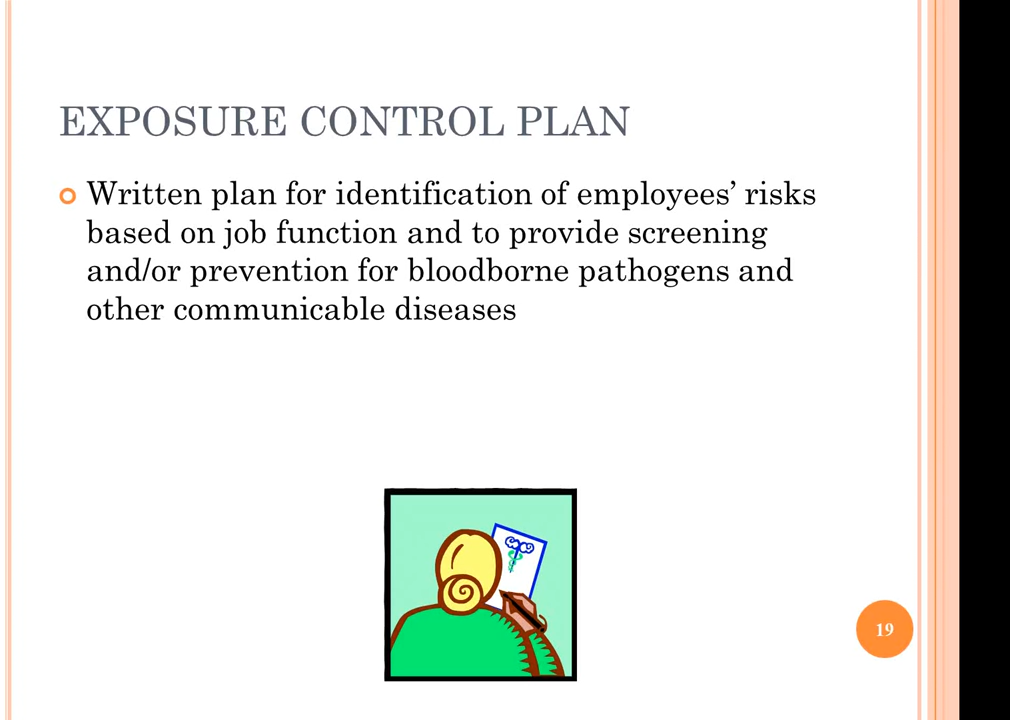 EXPOSURE CONTROL PLAN
Written plan for identification of employees’ risks
based on job function and to provide screening
and/or prevention for bloodborne pathogens and
other communicable diseases
19